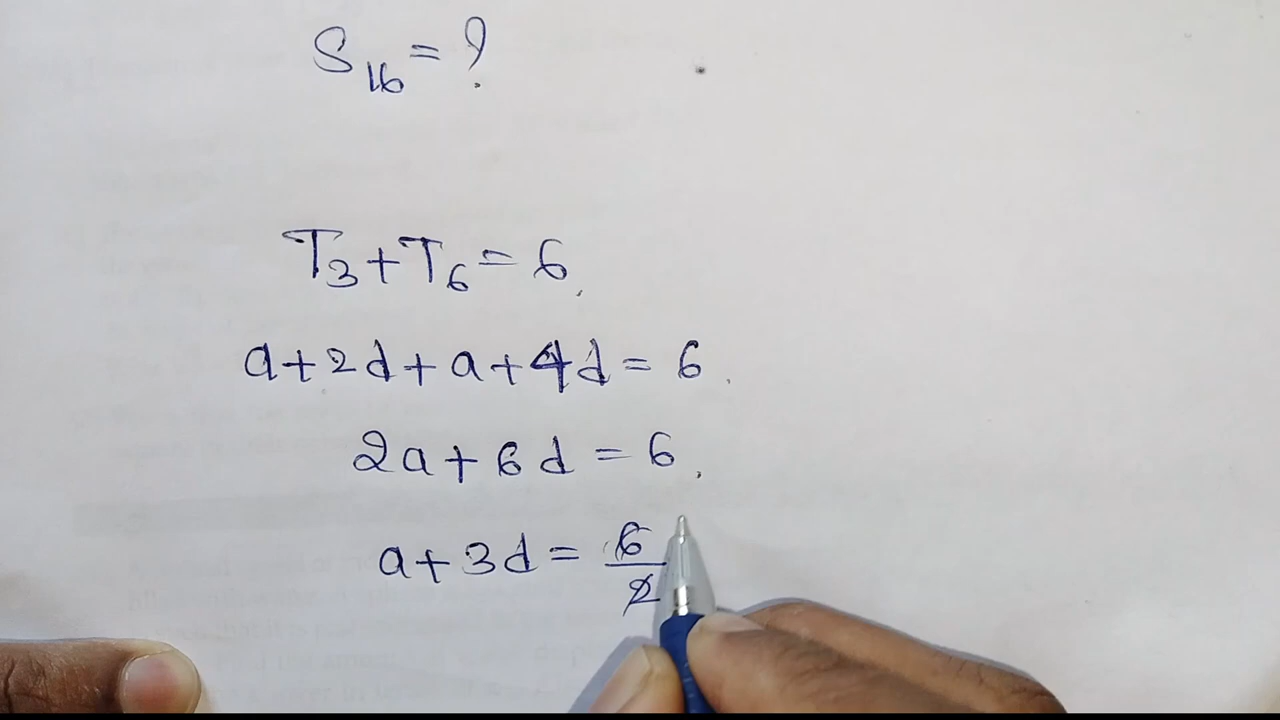 S₁₆ = ?
T₃ + T₆ = 6
a + 2d + a + 4d = 6
2a + 6d = 6
a + 3d = 6/2